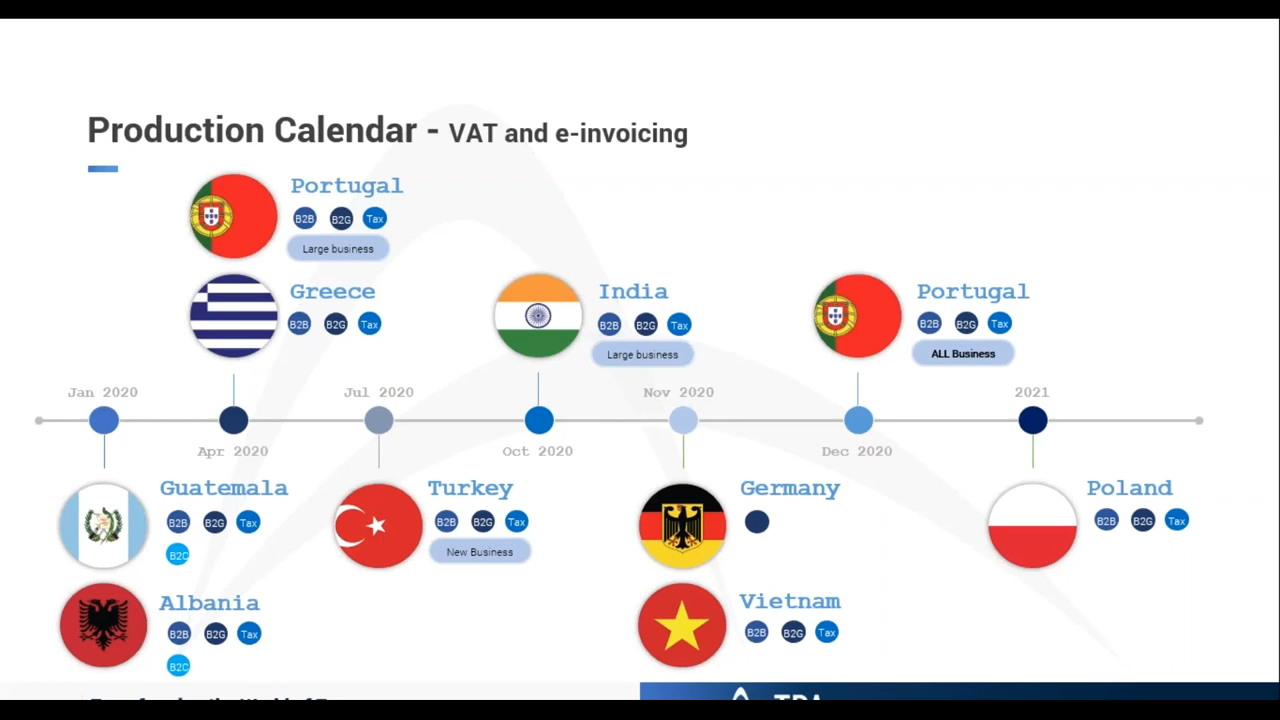 Production Calendar - VAT and e-invoicing
Portugal
B2B B2G Tax
Large business
Greece
B2B B2G Tax
India
B2B B2G Tax
Large business
Portugal
B2B B2G Tax
ALL Business
Jan 2020
Jul 2020
Nov 2020
2021
Apr 2020
Oct 2020
Dec 2020
Guatemala
B2B B2G Tax
B2C
Turkey
B2B B2G Tax
New Business
Germany
Poland
B2B B2G Tax
Albania
B2B B2G Tax
B2C
Vietnam
B2B B2G Tax